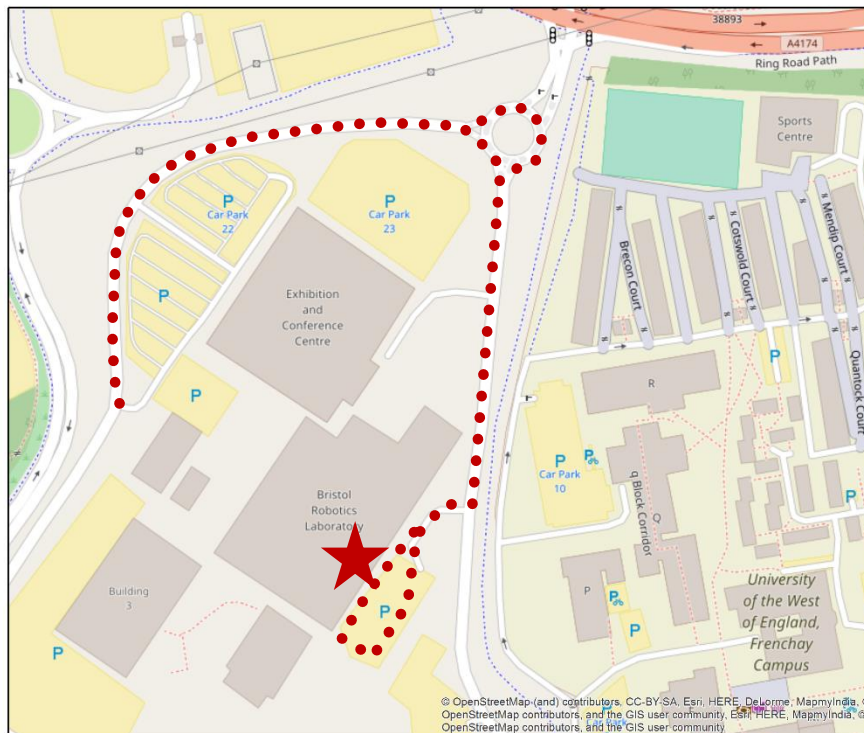 38893
A4174
Ring Road Path
Sports
Centre
P
Car Park
22
P
Car Park
23
P
Brecon Court
Cotswold Court
Mendip Court
Quantock Court
Exhibition
and
Conference
Centre
P
P
R
P
Car Park
10
P
q Block Corridor
Q
P
Bristol
Robotics
Laboratory
Building
3
P
P
P
P
P
University
of the West
of England,
Frenchay
Campus
P
P
Car Park
© OpenStreetMap (and) contributors, CC-BY-SA, Esri, HERE, DeLorme, MapmyIndia, ©
OpenStreetMap contributors, and the GIS user community, Esri, HERE, MapmyIndia, ©
OpenStreetMap contributors, and the GIS user community